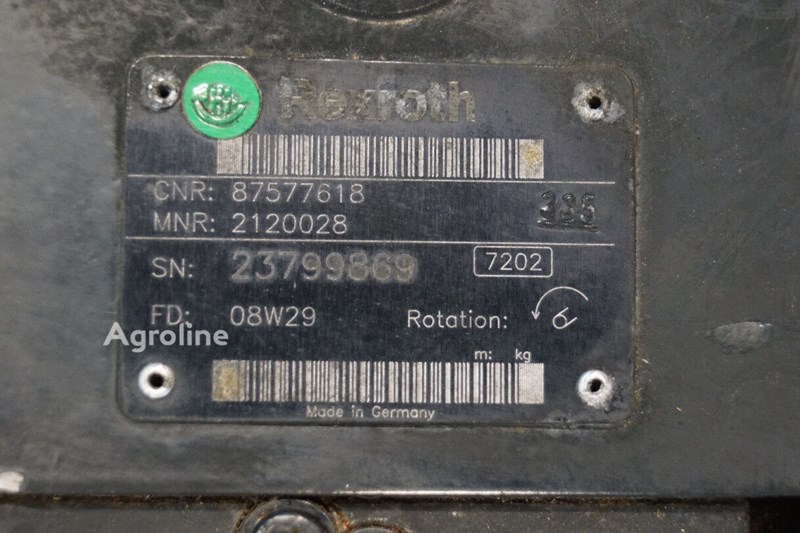 Rexroth
CNR: 87577618
MNR: 2120028
335
SN: 23799869
7202
FD: 08W29
Rotation:
m: kg
Made in Germany
Agroline